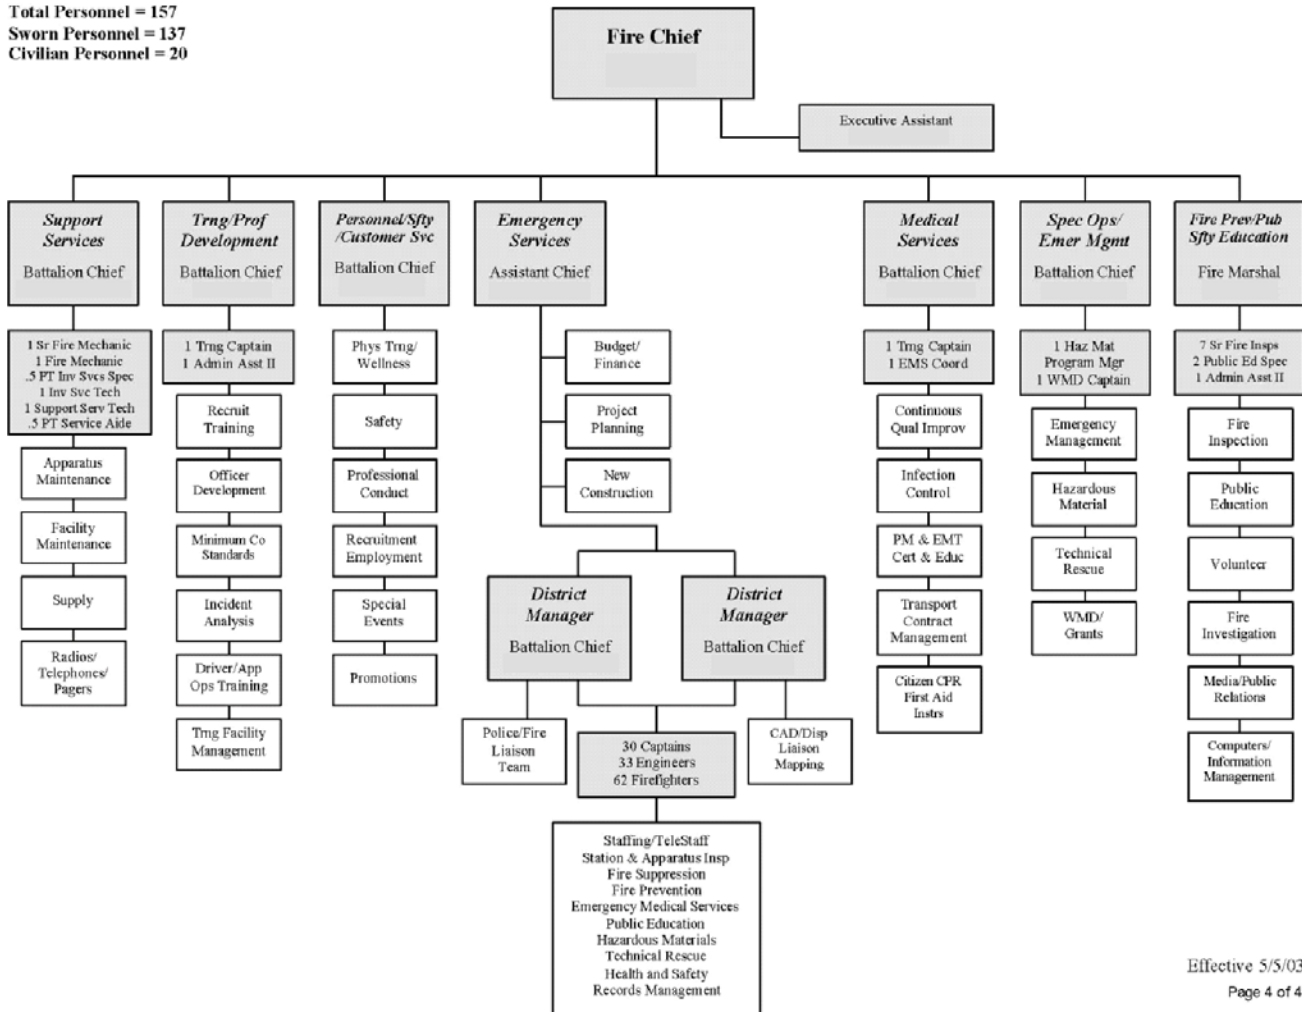 Total Personnel = 157
Sworn Personnel = 137
Civilian Personnel = 20
Fire Chief
Executive Assistant
Support
Services
Battalion Chief
1 Sr Fire Mechanic
1 Fire Mechanic
.5 PT Inv Svcs Spec
1 Inv Svc Tech
1 Support Serv Tech
.5 PT Service Aide
Apparatus
Maintenance
Facility
Maintenance
Supply
Radios/
Telephones/
Pagers
Trng/Prof
Development
Battalion Chief
1 Trng Captain
1 Admin Asst II
Recruit
Training
Officer
Development
Minimum Co
Standards
Incident
Analysis
Driver/App
Ops Training
Trng Facility
Management
Personnel/Sfty
/Customer Svc
Battalion Chief
Phys Trng/
Wellness
Safety
Professional
Conduct
Recruitment
Employment
Special
Events
Promotions
Emergency
Services
Assistant Chief
Budget/
Finance
Project
Planning
New
Construction
District
Manager
Battalion Chief
District
Manager
Battalion Chief
Police/Fire
Liaison
Team
30 Captains
33 Engineers
62 Firefighters
CAD/Disp
Liaison
Mapping
Staffing/TeleStaff
Station & Apparatus Insp
Fire Suppression
Fire Prevention
Emergency Medical Services
Public Education
Hazardous Materials
Technical Rescue
Health and Safety
Records Management
Medical
Services
Battalion Chief
1 Trng Captain
1 EMS Coord
Continuous
Qual Improv
Infection
Control
PM & EMT
Cert & Educ
Transport
Contract
Management
Citizen CPR
First Aid
Instrs
Spec Ops/
Emer Mgmt
Battalion Chief
1 Haz Mat
Program Mgr
1 WMD Captain
Emergency
Management
Hazardous
Material
Technical
Rescue
WMD/
Grants
Fire Prev/Pub
Sfty Education
Fire Marshal
7 Sr Fire Insps
2 Public Ed Spec
1 Admin Asst II
Fire
Inspection
Public
Education
Volunteer
Fire
Investigation
Media/Public
Relations
Computers/
Information
Management
Effective 5/5/03
Page 4 of 4